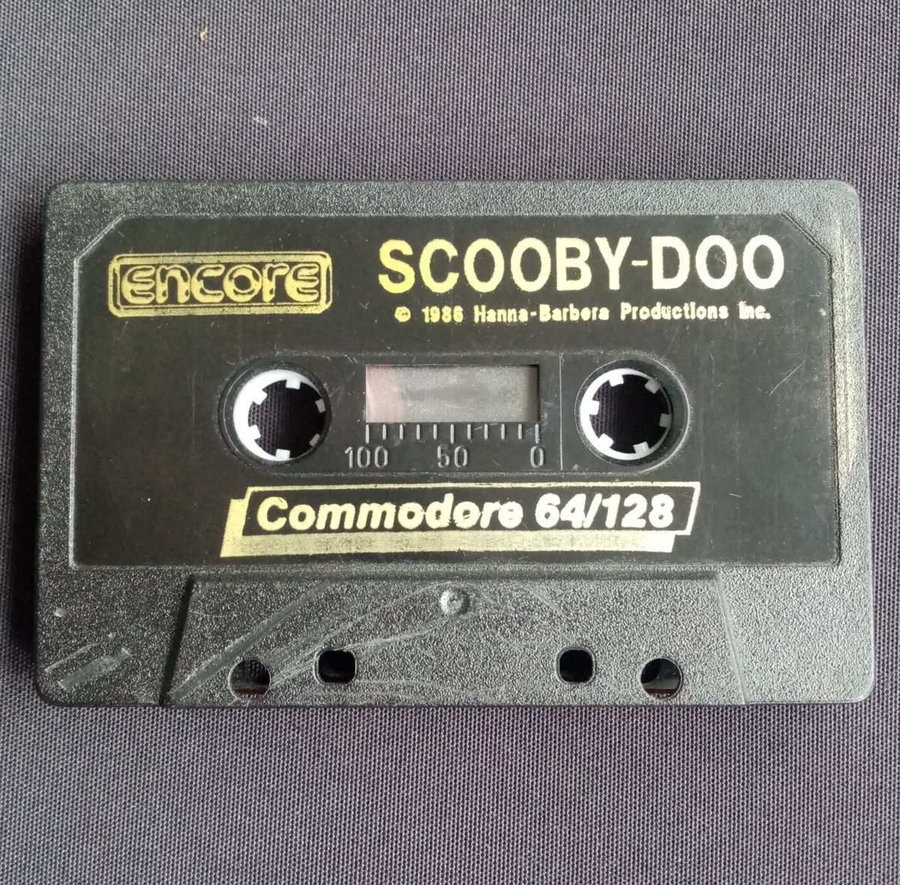 encore
SCOOBY-DOO
© 1986 Hanna-Barbera Productions Inc.
100 50 0
Commodore 64/128